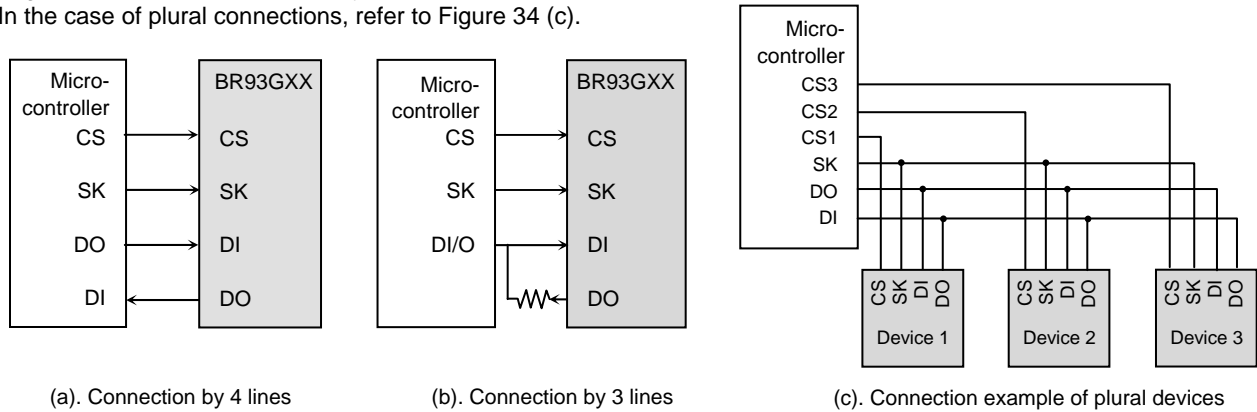 In the case of plural connections, refer to Figure 34 (c).
Micro-
controller
CS
SK
DO
DI
BR93GXX
CS
SK
DI
DO
(a). Connection by 4 lines
Micro-
controller
CS
SK
DI/O
BR93GXX
CS
SK
DI
DO
(b). Connection by 3 lines
Micro-
controller
CS3
CS2
CS1
SK
DO
DI
CS
SK
DI
DO
Device 1
CS
SK
DI
DO
Device 2
CS
SK
DI
DO
Device 3
(c). Connection example of plural devices